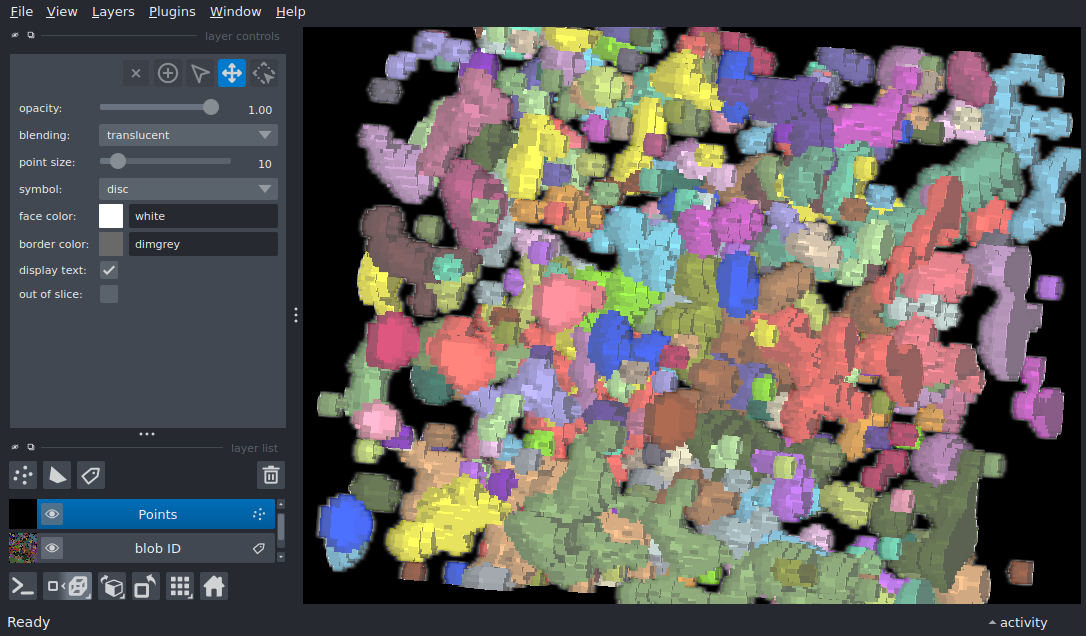 File View Layers Plugins Window Help
layer controls
opacity: 1.00
blending: translucent
point size: 10
symbol: disc
face color: white
border color: dimgrey
display text:
out of slice:
layer list
Points
blob ID
Ready
activity